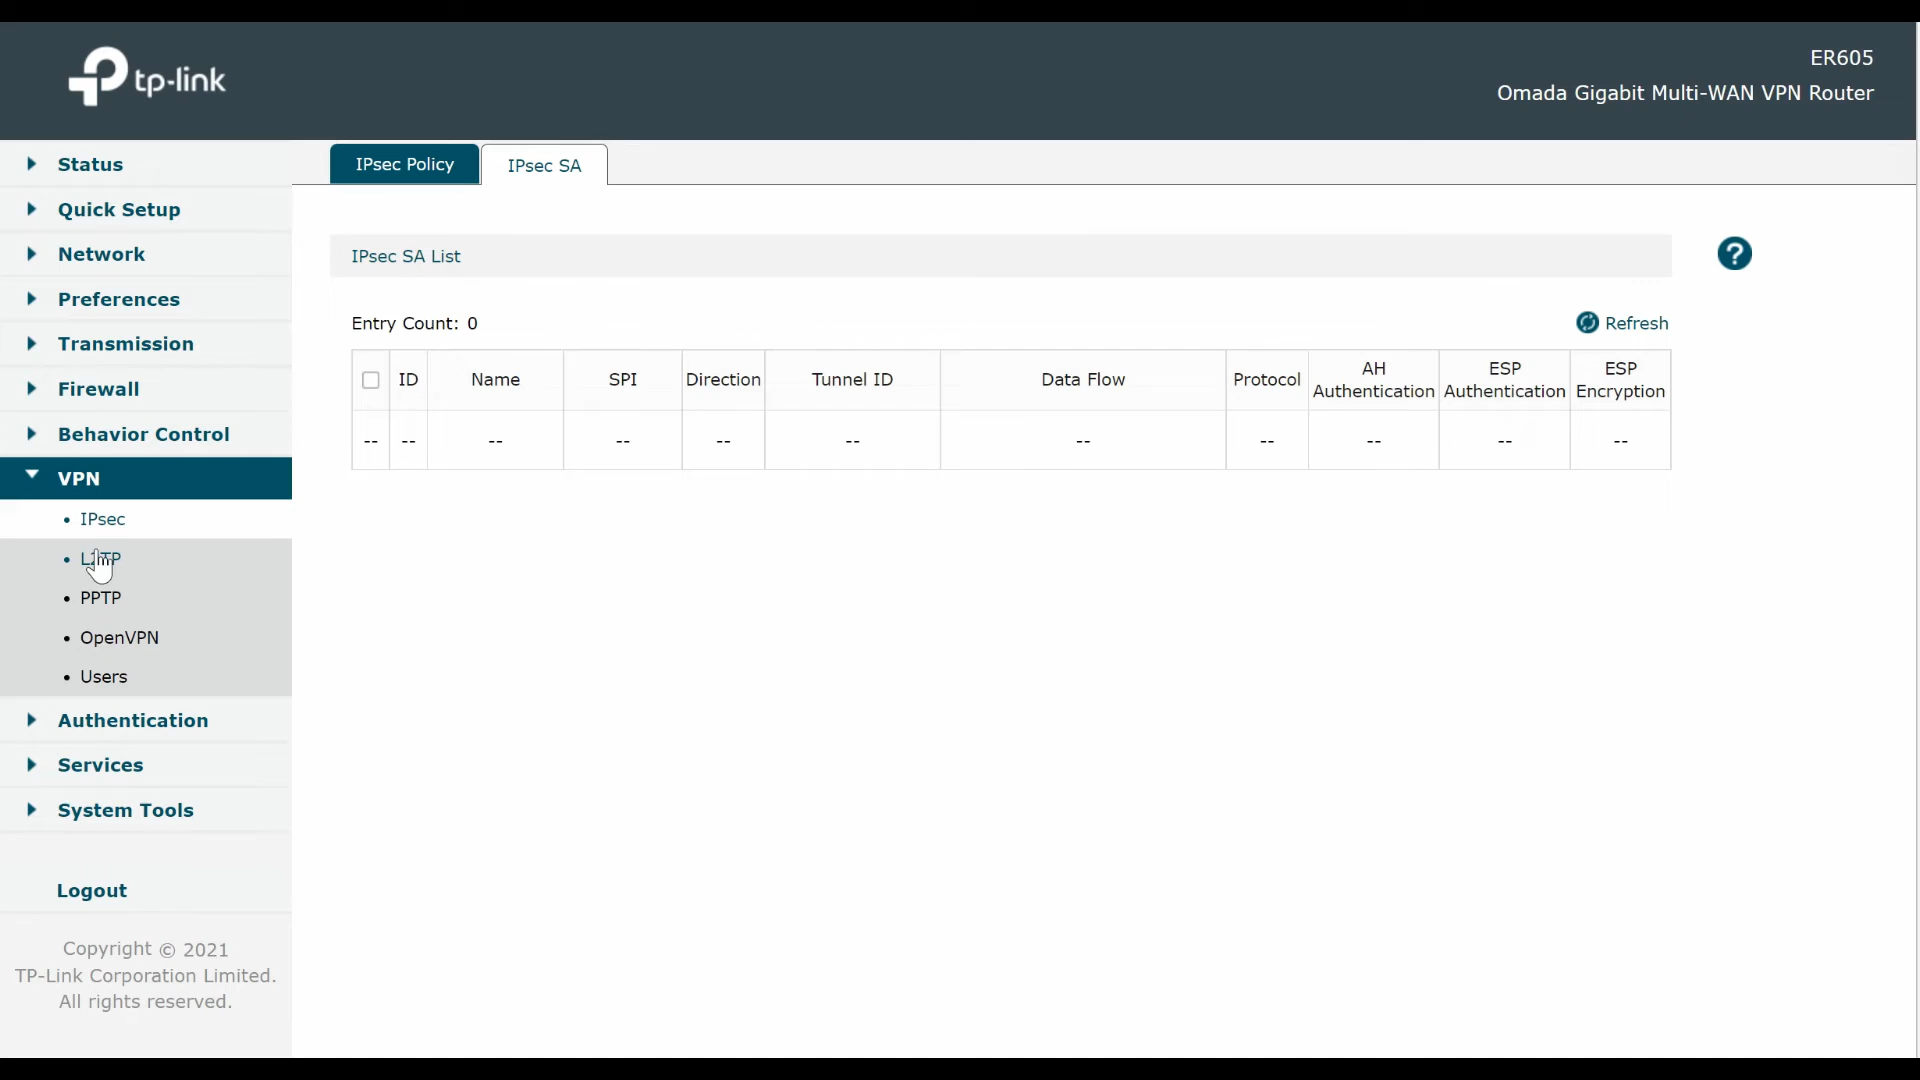 tp-link
ER605
Omada Gigabit Multi-WAN VPN Router
Status
Quick Setup
Network
Preferences
Transmission
Firewall
Behavior Control
VPN
• IPsec
• L2TP
• PPTP
• OpenVPN
• Users
Authentication
Services
System Tools
Logout
Copyright © 2021
TP-Link Corporation Limited.
All rights reserved.
IPsec Policy IPsec SA
IPsec SA List
?
Entry Count: 0 Refresh
ID Name SPI Direction Tunnel ID Data Flow Protocol AH Authentication ESP Authentication ESP Encryption
-- -- -- -- -- -- -- -- -- -- --